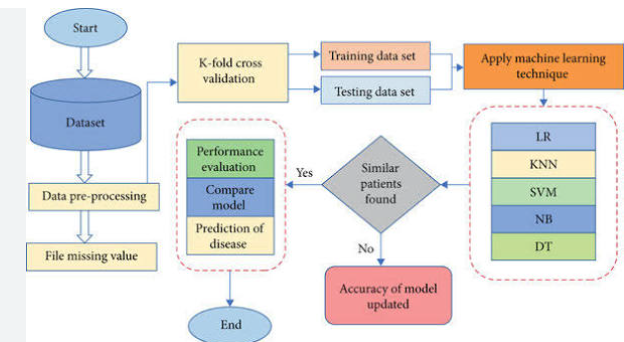 Start
Dataset
Data pre-processing
File missing value
K-fold cross
validation
Training data set
Testing data set
Apply machine learning
technique
LR
KNN
SVM
NB
DT
Similar
patients
found
Yes
No
Performance
evaluation
Compare
model
Prediction of
disease
Accuracy of model
updated
End